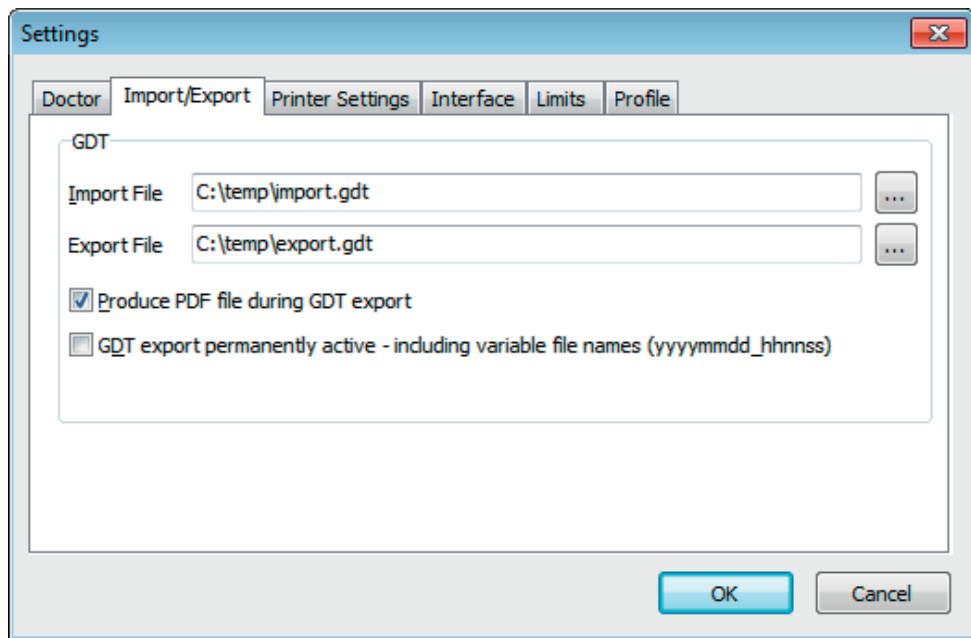 Settings
Doctor Import/Export Printer Settings Interface Limits Profile
GDT
Import File C:\temp\import.gdt ...
Export File C:\temp\export.gdt ...
Produce PDF file during GDT export
GDT export permanently active - including variable file names (yyyymmdd_hhnnss)
OK Cancel